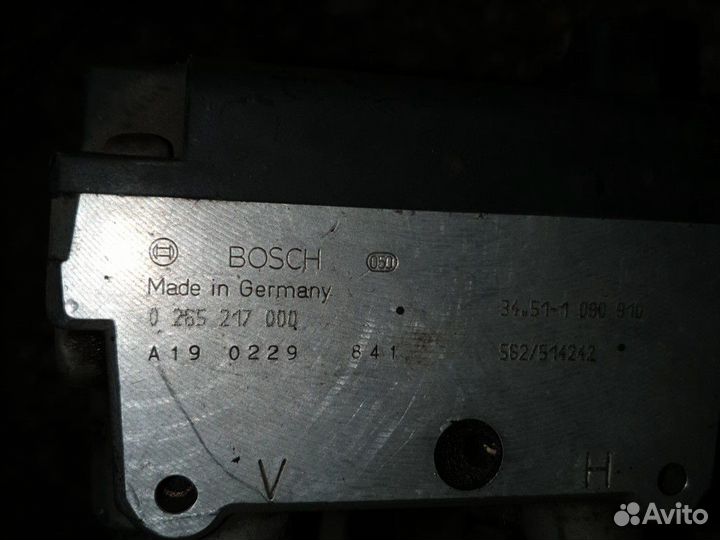 BOSCH 050
Made in Germany
0 265 217 000 34.51-1 090 910
A19 0229 841 562/514242
V H
Avito